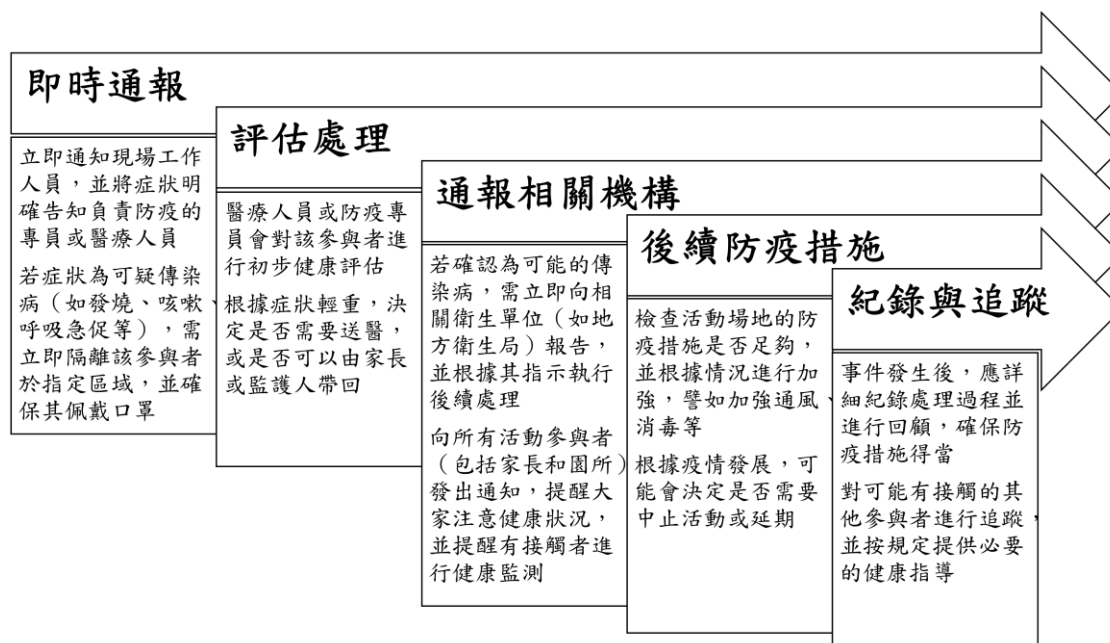 即時通報
立即通知現場工作
人員，並將症狀明
確告知負責防疫的
專員或醫療人員
若症狀為可疑傳染
病（如發燒、咳嗽、
呼吸急促等），需
立即隔離該參與者
於指定區域，並確
保其佩戴口罩
評估處理
醫療人員或防疫專
員會對該參與者進
行初步健康評估
根據症狀輕重，決
定是否需要送醫，
或是否可以由家長
或監護人帶回
通報相關機構
若確認為可能的傳
染病，需立即向相
關衛生單位（如地
方衛生局）報告，
並根據其指示執行
後續處理
向所有活動參與者
（包括家長和園所）
發出通知，提醒大
家注意健康狀況，
並提醒有接觸者進
行健康監測
後續防疫措施
檢查活動場地的防
疫措施是否足夠，
並根據情況進行加
強，譬如加強通風、
消毒等
根據疫情發展，可
能會決定是否需要
中止活動或延期
紀錄與追蹤
事件發生後，應詳
細紀錄處理過程並
進行回顧，確保防
疫措施得當
對可能有接觸的其
他參與者進行追蹤，
並按規定提供必要
的健康指導